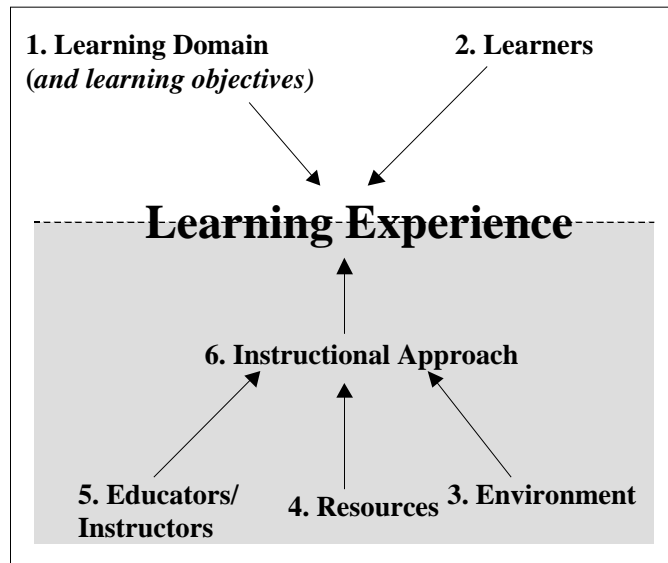 1. Learning Domain
(and learning objectives)
2. Learners
Learning Experience
6. Instructional Approach
5. Educators/
Instructors
4. Resources
3. Environment